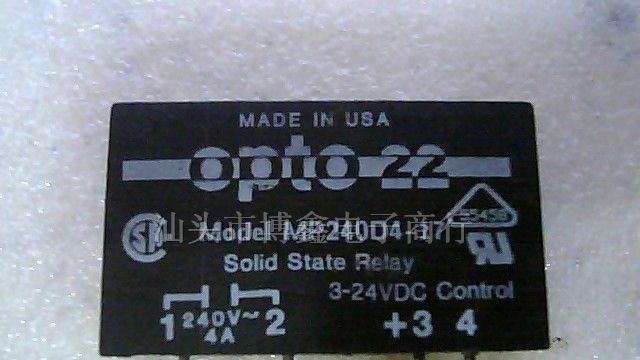 MADE IN USA
opto 22
汕头市博鑫电子商行
Model
Solid State Relay
3-24VDC Control
1 240V~ 2 +3 4
4A